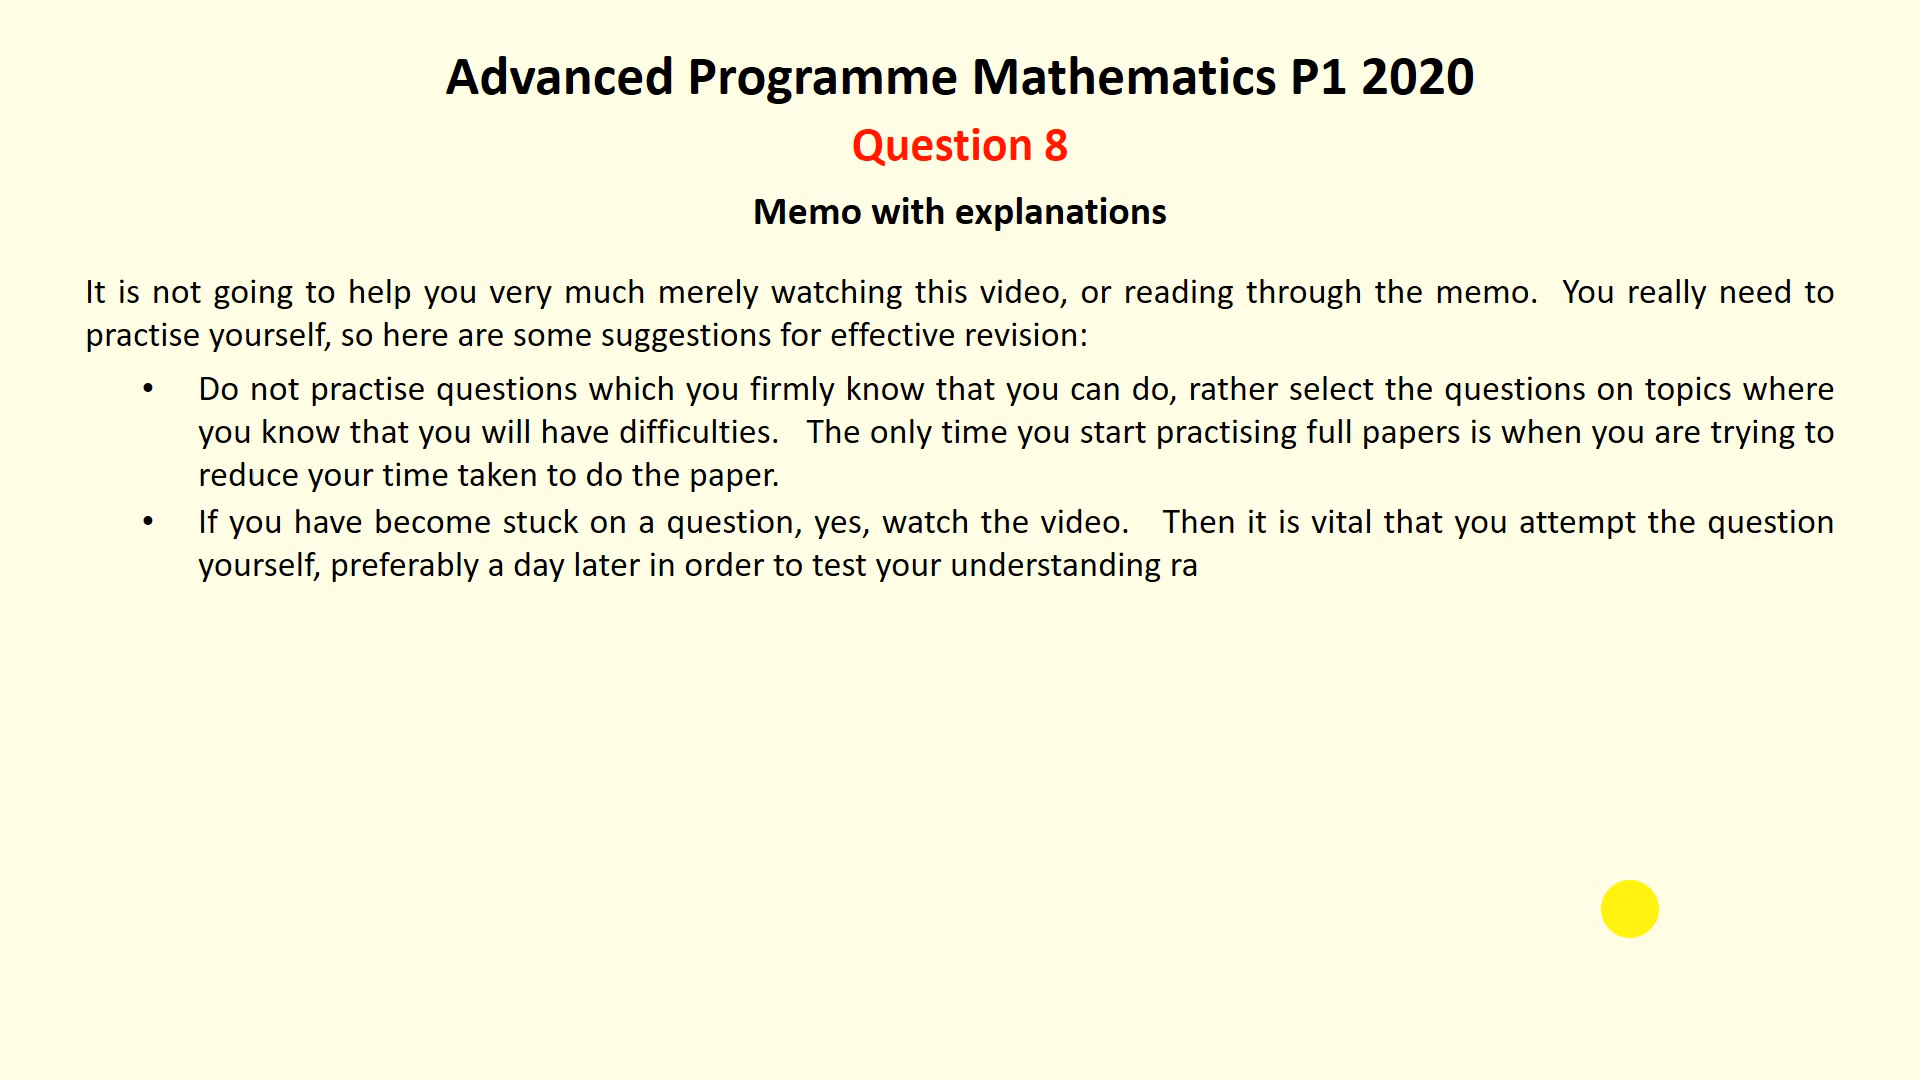 Advanced Programme Mathematics P1 2020
Question 8
Memo with explanations
It is not going to help you very much merely watching this video, or reading through the memo. You really need to
practise yourself, so here are some suggestions for effective revision:
• Do not practise questions which you firmly know that you can do, rather select the questions on topics where
you know that you will have difficulties. The only time you start practising full papers is when you are trying to
reduce your time taken to do the paper.
• If you have become stuck on a question, yes, watch the video. Then it is vital that you attempt the question
yourself, preferably a day later in order to test your understanding ra